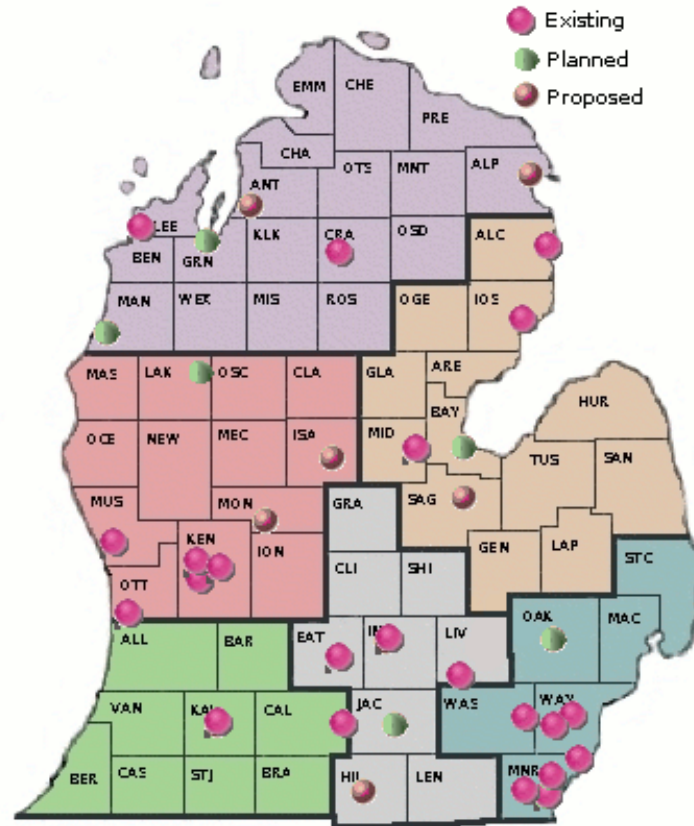 Existing
Planned
Proposed
EMM
CHE
PRE
CHA
ANT
OTS
MNT
ALP
LEE
BEN
GRN
KLK
CRA
OSD
ALC
MAN
WEX
MIS
ROS
OGE
IOS
MAS
LAK
OSC
CLA
GLA
ARE
BAY
HUR
OCE
NEW
MEC
ISA
MID
TUS
SAN
MUS
MON
GRA
SAG
KEN
ION
GEN
LAP
STC
OTT
CLI
SHI
OAK
MAC
ALL
BAR
EAT
LIV
VAN
CAL
JAC
WAS
WAY
BER
CAS
STJ
BRA
LEN
MNR